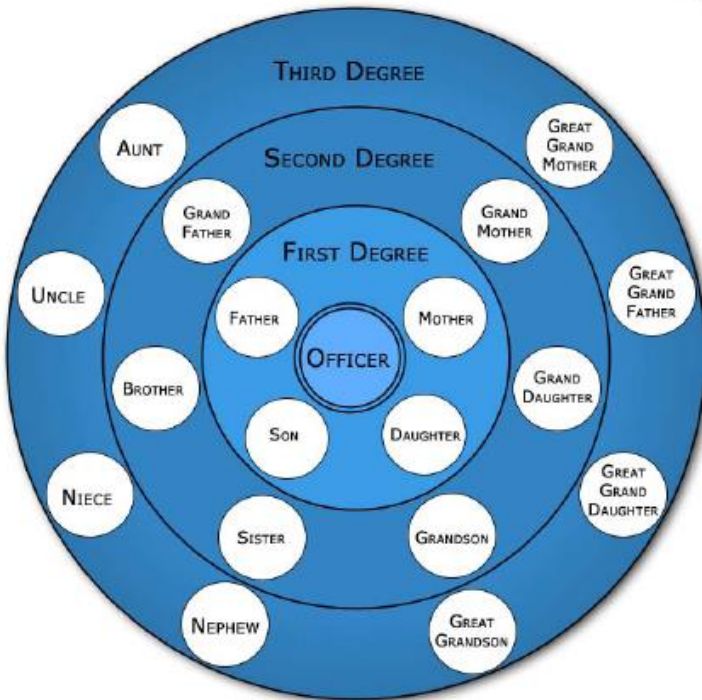 THIRD DEGREE
AUNT
GREAT
GRAND
MOTHER
SECOND DEGREE
GRAND
FATHER
GRAND
MOTHER
FIRST DEGREE
UNCLE
GREAT
GRAND
FATHER
FATHER
MOTHER
OFFICER
BROTHER
GRAND
DAUGHTER
SON
DAUGHTER
NIECE
GREAT
GRAND
DAUGHTER
SISTER
GRANDSON
NEPHEW
GREAT
GRANDSON